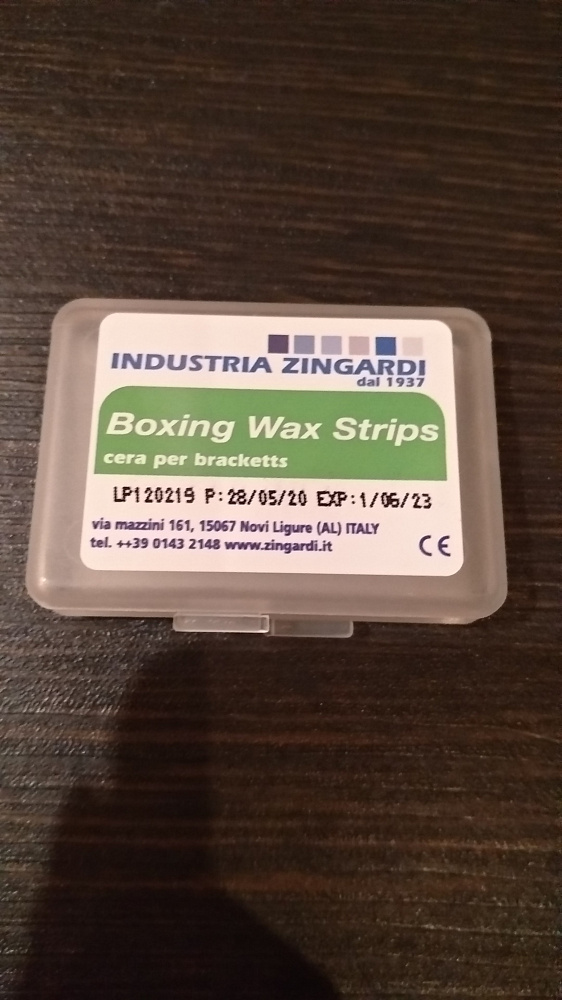 INDUSTRIA ZINGARDI
dal 1937
Boxing Wax Strips
cera per bracketts
LP120219 P:28/05/20 EXP:1/06/23
via mazzini 161, 15067 Novi Ligure (AL) ITALY
tel. ++39 0143 2148 www.zingardi.it
CE